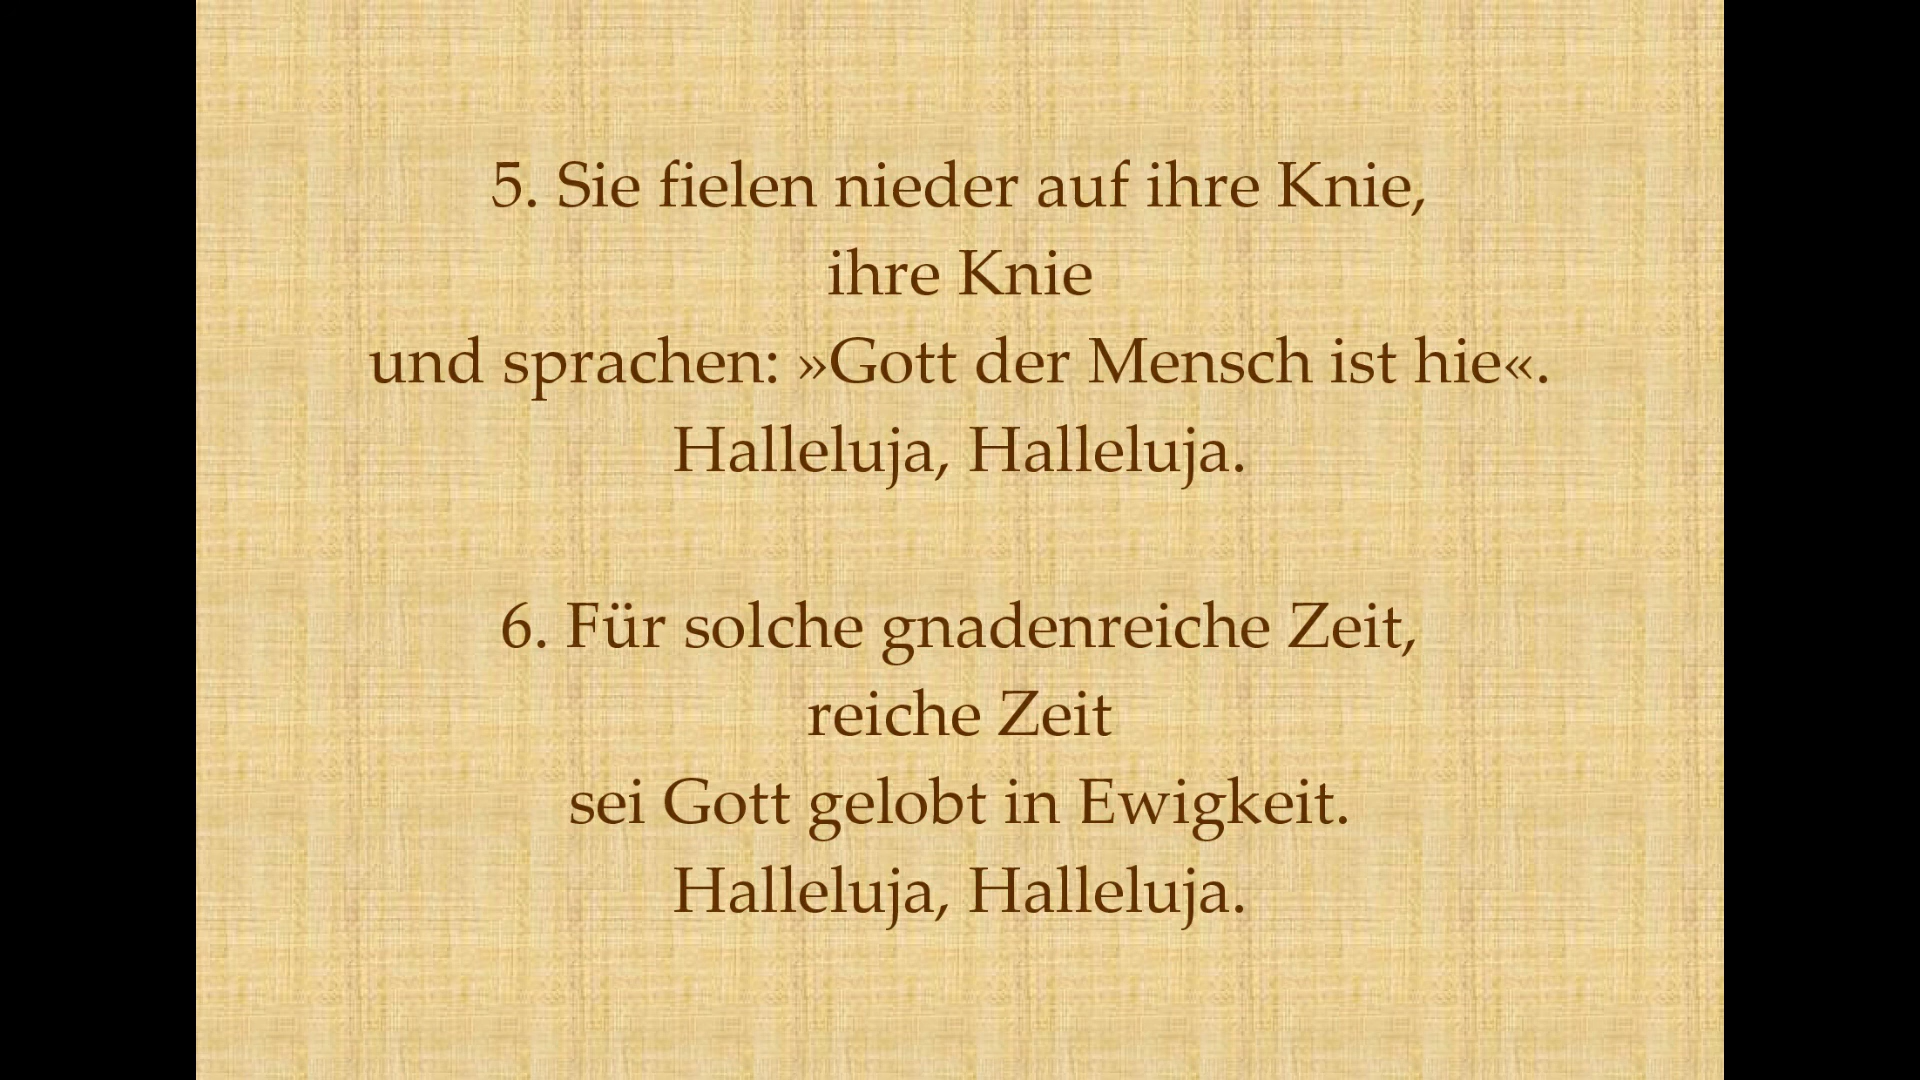 5. Sie fielen nieder auf ihre Knie,
ihre Knie
und sprachen: »Gott der Mensch ist hie«.
Halleluja, Halleluja.
6. Für solche gnadenreiche Zeit,
reiche Zeit
sei Gott gelobt in Ewigkeit.
Halleluja, Halleluja.